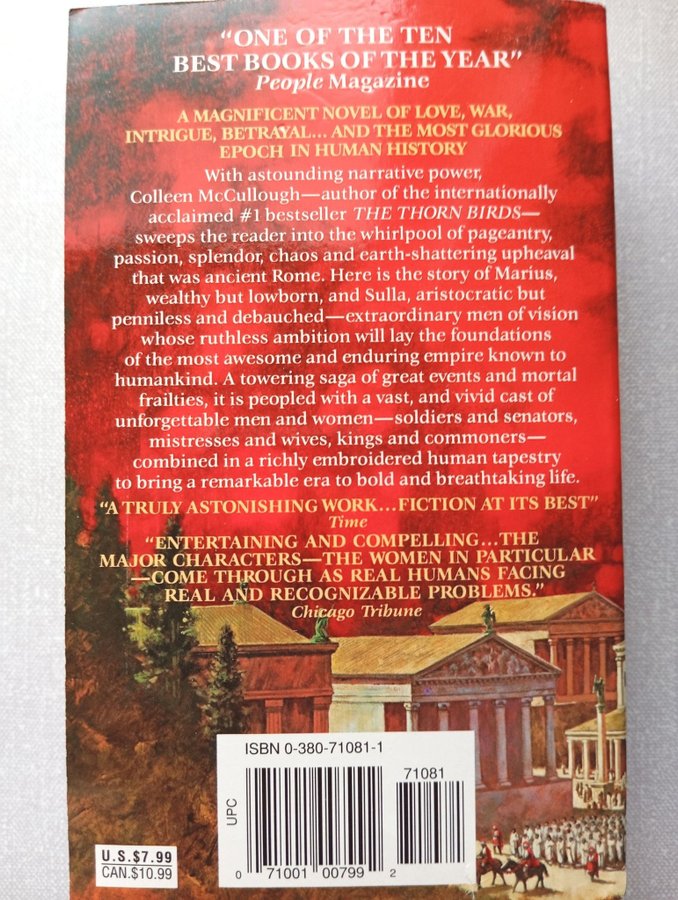 “ONE OF THE TEN
BEST BOOKS OF THE YEAR”
People Magazine
A MAGNIFICENT NOVEL OF LOVE, WAR,
INTRIGUE, BETRAYAL... AND THE MOST GLORIOUS
EPOCH IN HUMAN HISTORY
With astounding narrative power,
Colleen McCullough—author of the internationally
acclaimed #1 bestseller THE THORN BIRDS—
sweeps the reader into the whirlpool of pageantry,
passion, splendor, chaos and earth-shattering upheaval
that was ancient Rome. Here is the story of Marius,
wealthy but lowborn, and Sulla, aristocratic but
penniless and debauched—extraordinary men of vision
whose ruthless ambition will lay the foundations
of the most awesome and enduring empire known to
humankind. A towering saga of great events and mortal
frailties, it is peopled with a vast, and vivid cast of
unforgettable men and women—soldiers and senators,
mistresses and wives, kings and commoners—
combined in a richly embroidered human tapestry
to bring a remarkable era to bold and breathtaking life.
“A TRULY ASTONISHING WORK...FICTION AT ITS BEST”
Time
“ENTERTAINING AND COMPELLING...THE
MAJOR CHARACTERS—THE WOMEN IN PARTICULAR
—COME THROUGH AS REAL HUMANS FACING
REAL AND RECOGNIZABLE PROBLEMS.”
Chicago Tribune
ISBN 0-380-71081-1
71081
UPC
U.S.$7.99
CAN.$10.99
0 71001 00799 2